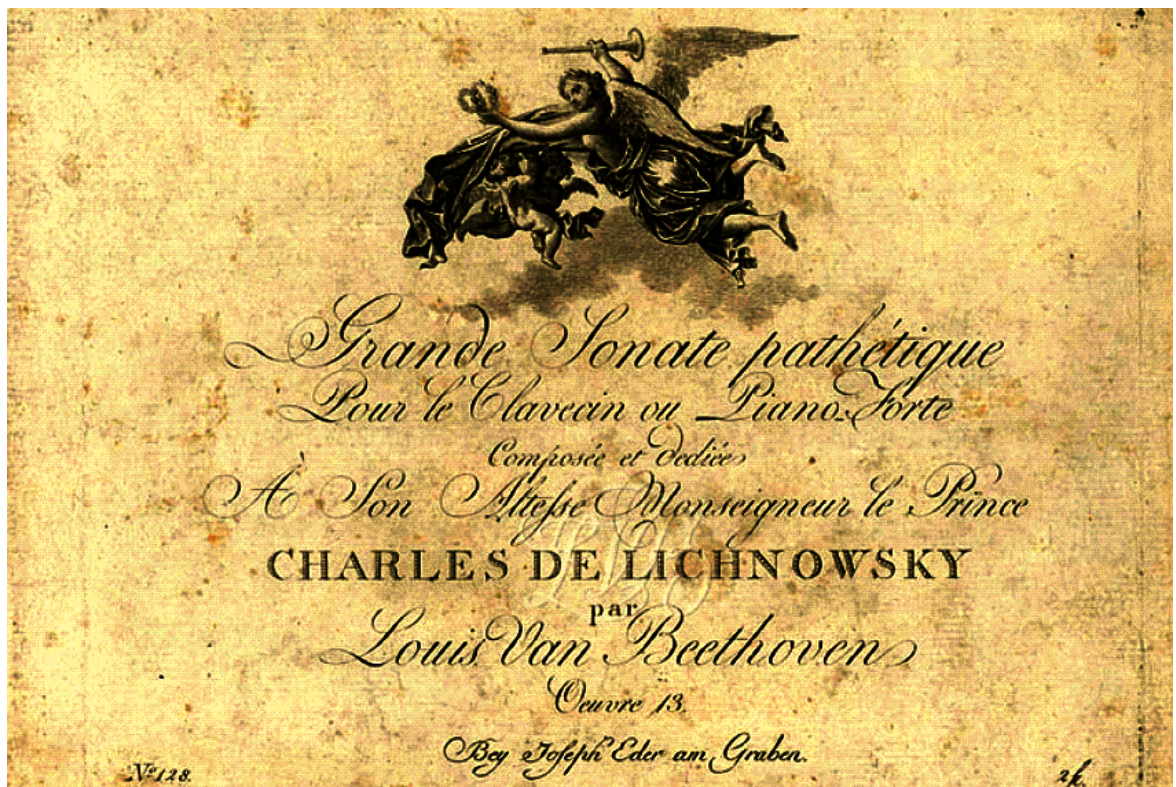 Grande Sonate pathétique
Pour le Clavecin ou Piano-Forte
Composée et dediée
À Son Altesse Monseigneur le Prince
CHARLES DE LICHNOWSKY
par
Louis Van Beethoven
Oeuvre 13.
Bey Joseph Eder am Graben.
No 128.